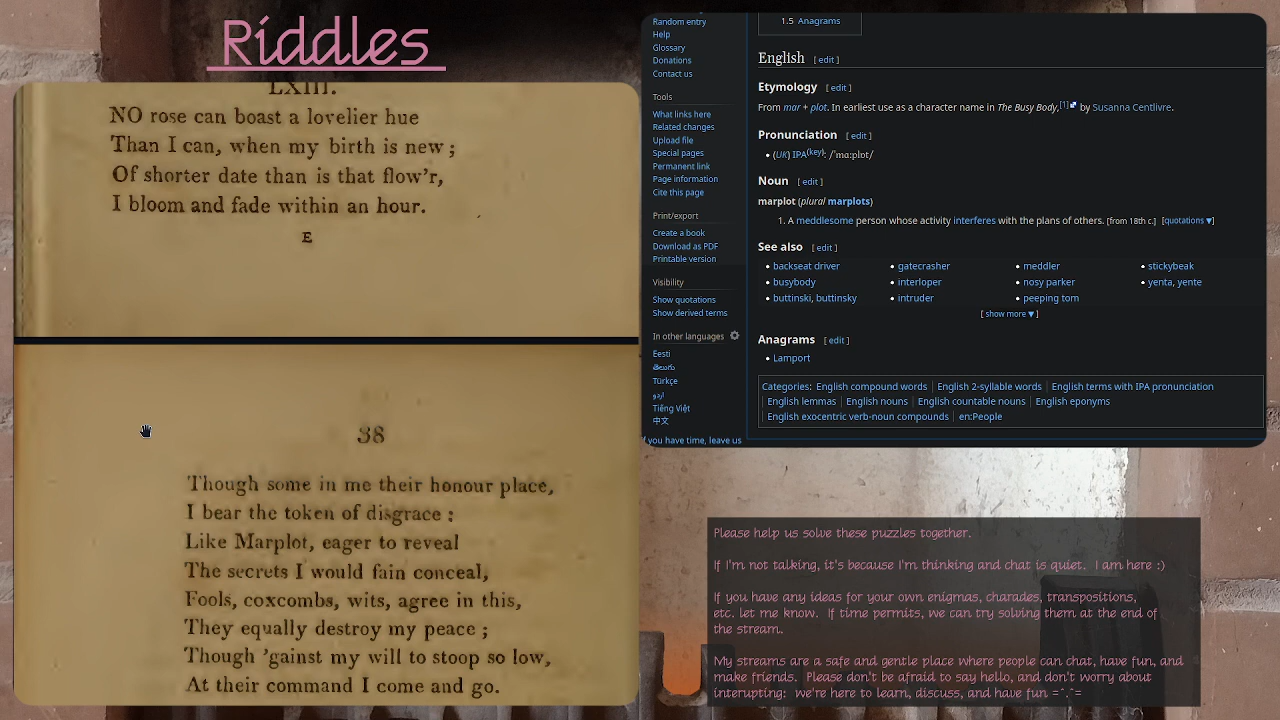 Riddles
LXIII.
NO rose can boast a lovelier hue
Than I can, when my birth is new;
Of shorter date than is that flow'r,
I bloom and fade within an hour.
E
38
Though some in me their honour place,
I bear the token of disgrace:
Like Marplot, eager to reveal
The secrets I would fain conceal,
Fools, coxcombs, wits, agree in this,
They equally destroy my peace;
Though 'gainst my will to stoop so low,
At their command I come and go.
Random entry
Help
Glossary
Donations
Contact us
Tools
What links here
Related changes
Upload file
Special pages
Permanent link
Page information
Cite this page
Print/export
Create a book
Download as PDF
Printable version
Visibility
Show quotations
Show derived terms
In other languages
Eesti
తెలుగు
Türkçe
اردو
Tiếng Việt
中文
If you have time, leave us
1.5 Anagrams
English [ edit ]
Etymology [ edit ]
From mar + plot. In earliest use as a character name in The Busy Body,[1] by Susanna Centlivre.
Pronunciation [ edit ]
• (UK) IPA(key): /ˈmɑːplɒt/
Noun [ edit ]
marplot (plural marplots)
1. A meddlesome person whose activity interferes with the plans of others. [from 18th c.] [quotations ▼]
See also [ edit ]
• backseat driver • gatecrasher • meddler • stickybeak
• busybody • interloper • nosy parker • yenta, yente
• buttinski, buttinsky • intruder • peeping tom
[ show more ▼ ]
Anagrams [ edit ]
• Lamport
Categories: English compound words | English 2-syllable words | English terms with IPA pronunciation
| English lemmas | English nouns | English countable nouns | English eponyms
| English exocentric verb-noun compounds | en:People
Please help us solve these puzzles together.
If I'm not talking, it's because I'm thinking and chat is quiet. I am here :)
If you have any ideas for your own enigmas, charades, transpositions,
etc. let me know. If time permits, we can try solving them at the end of
the stream.
My streams are a safe and gentle place where people can chat, have fun, and
make friends. Please don't be afraid to say hello, and don't worry about
interupting: we're here to learn, discuss, and have fun =^.^=